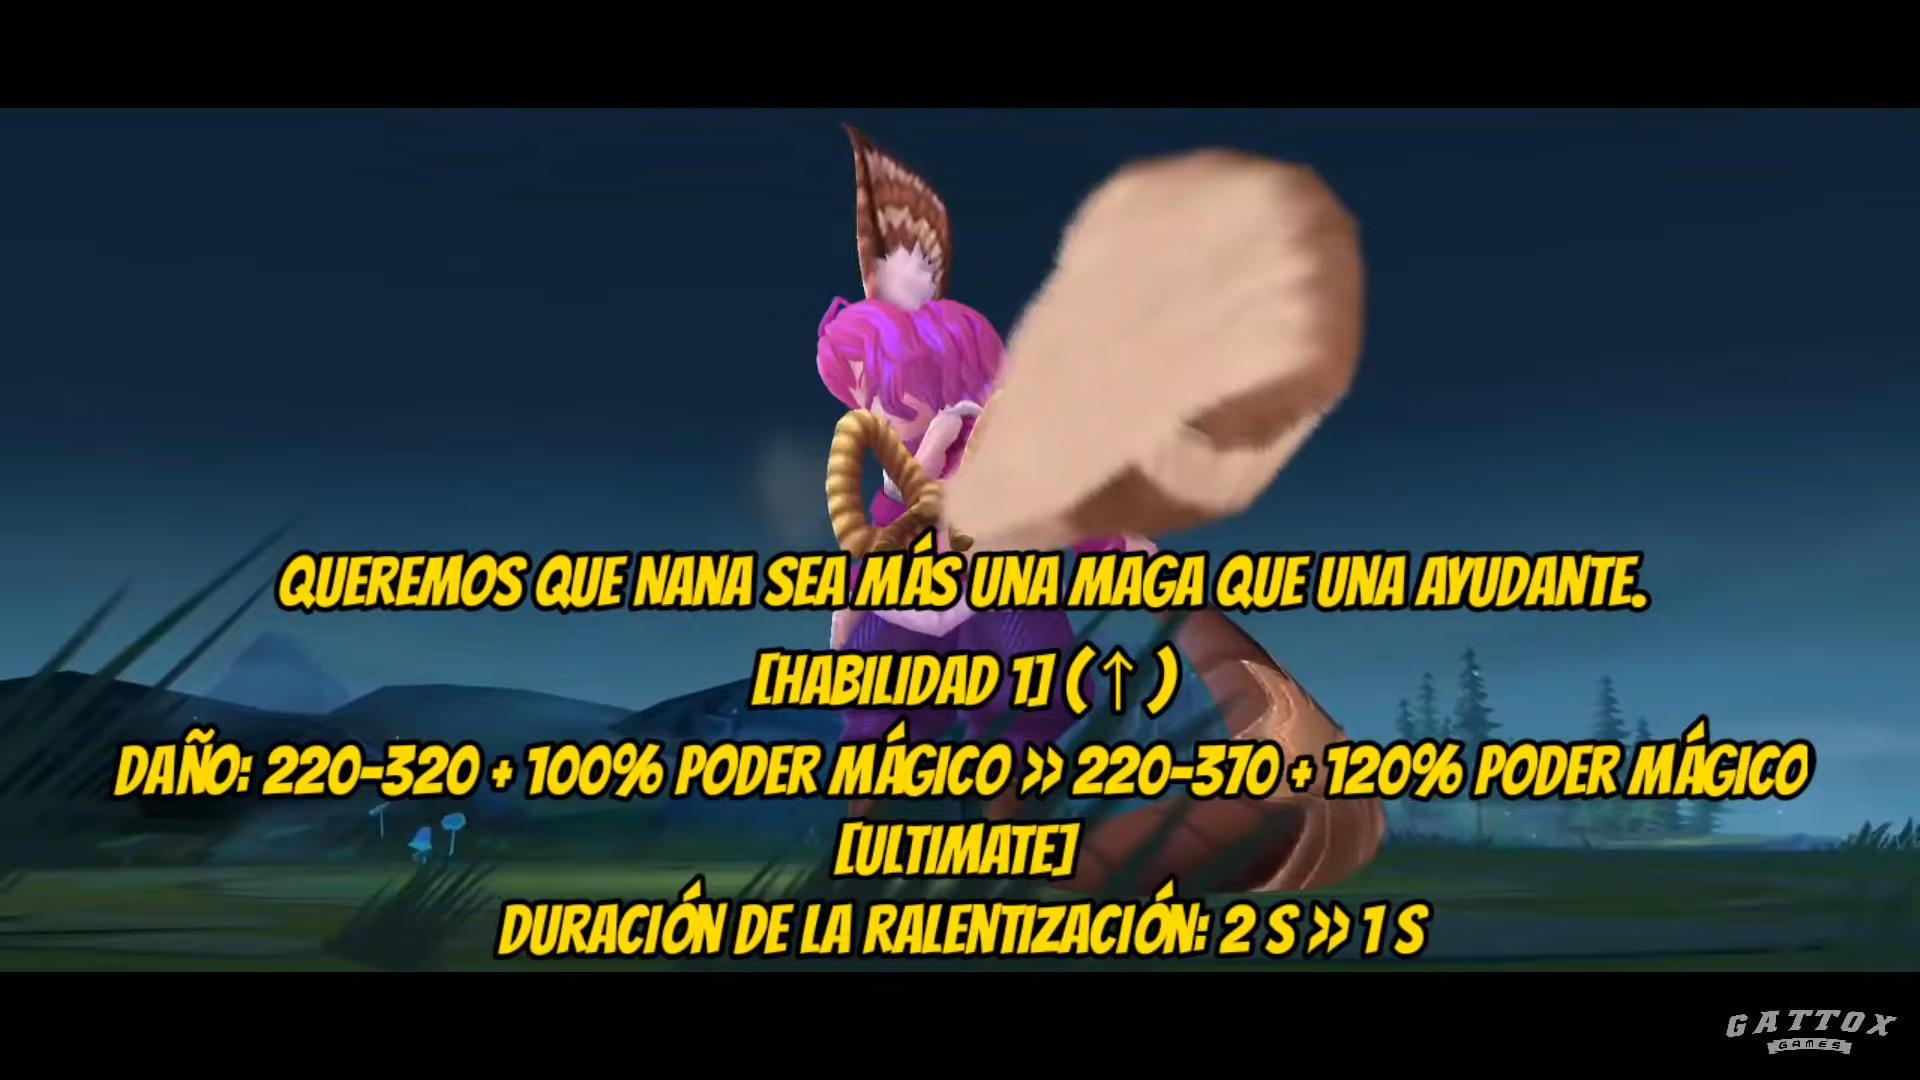 QUEREMOS QUE NANA SEA MÁS UNA MAGA QUE UNA AYUDANTE.
[HABILIDAD 1] (↑)
DAÑO: 220-320 + 100% PODER MÁGICO >> 220-370 + 120% PODER MÁGICO
[ULTIMATE]
DURACIÓN DE LA RALENTIZACIÓN: 2 S >> 1 S
GATTOX
GAMES